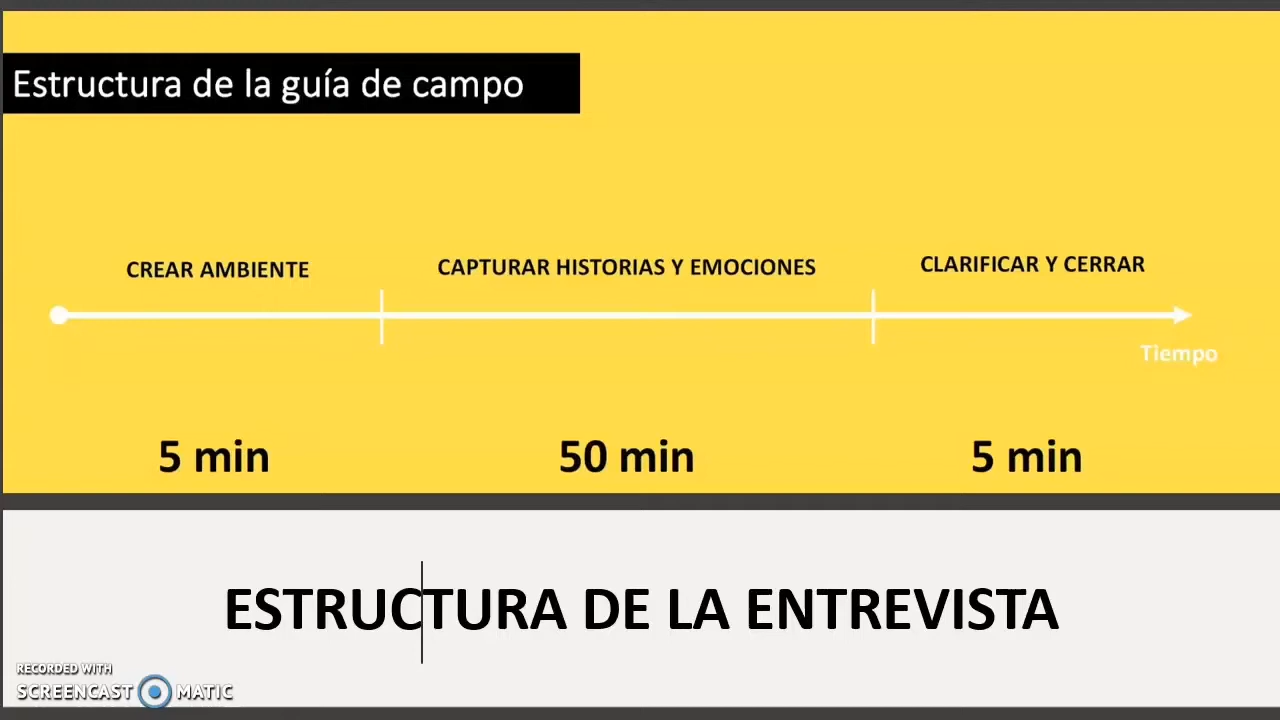 Estructura de la guía de campo
CREAR AMBIENTE
CAPTURAR HISTORIAS Y EMOCIONES
CLARIFICAR Y CERRAR
Tiempo
5 min
50 min
5 min
ESTRUCTURA DE LA ENTREVISTA
RECORDED WITH
SCREENCAST MATIC